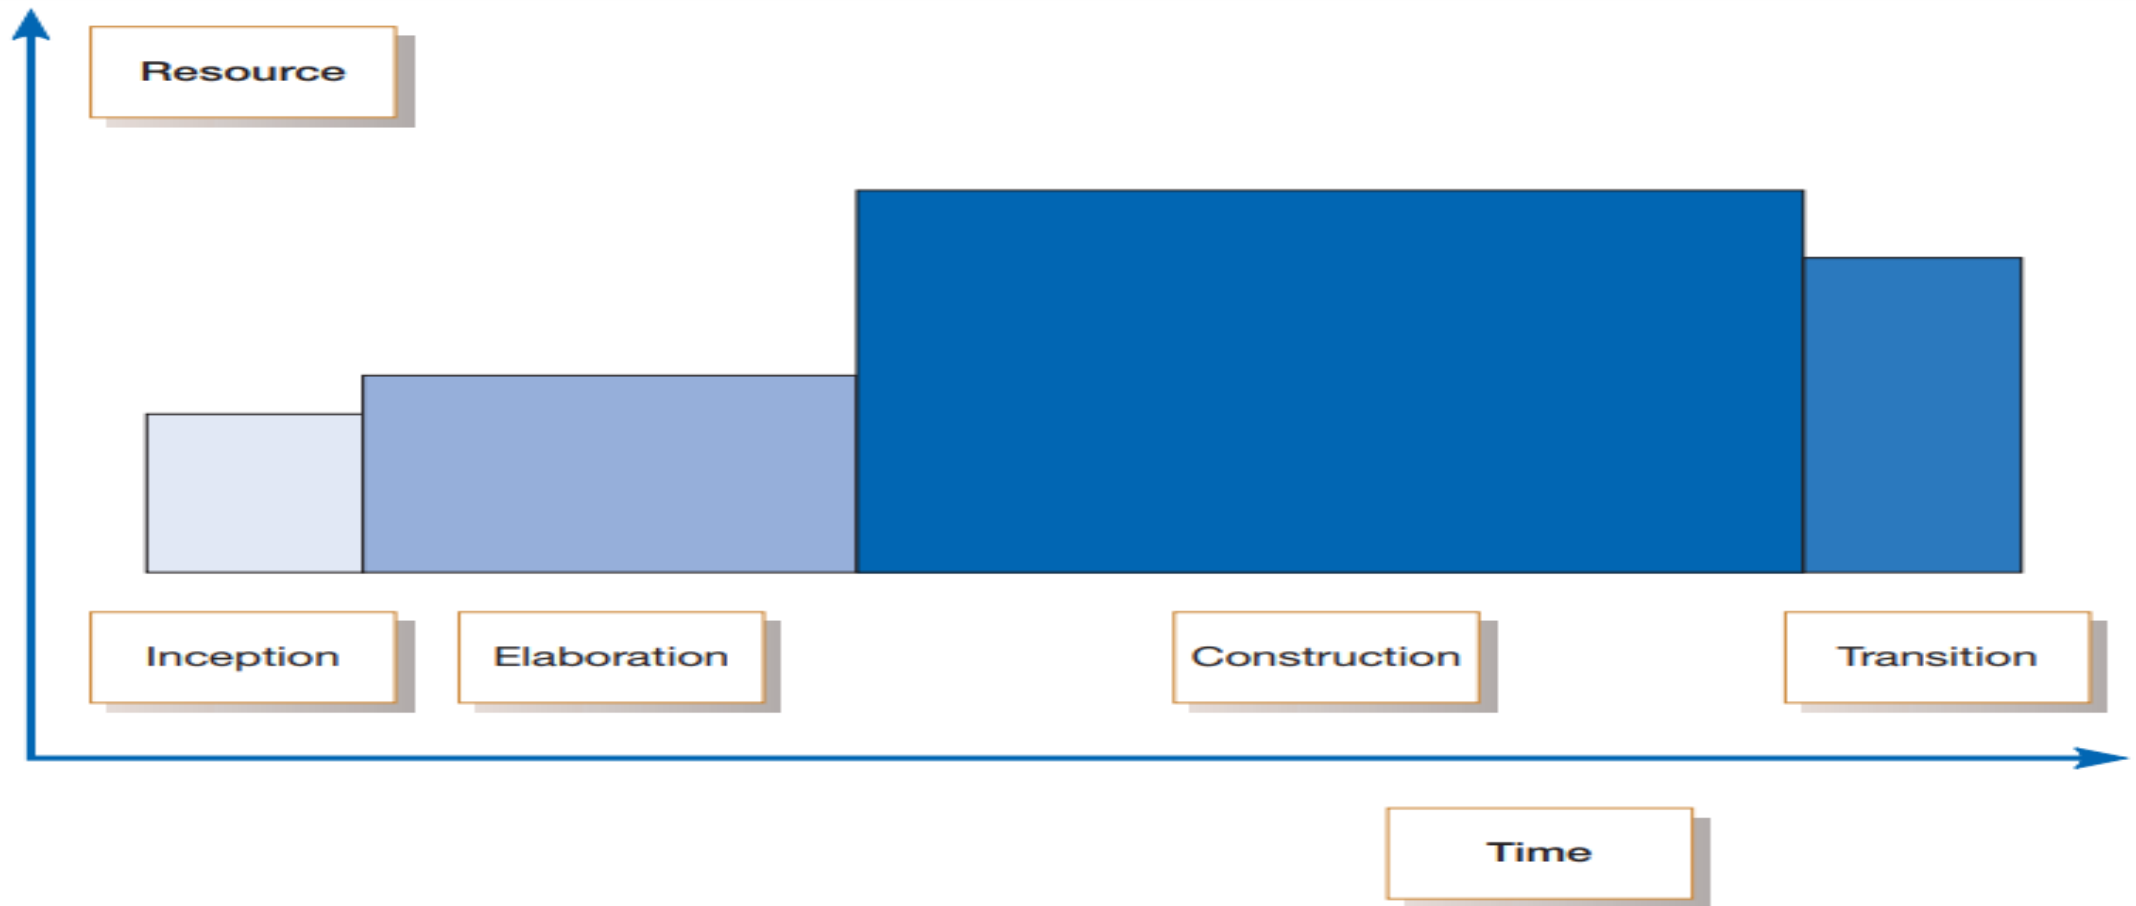 Resource
Inception
Elaboration
Construction
Transition
Time